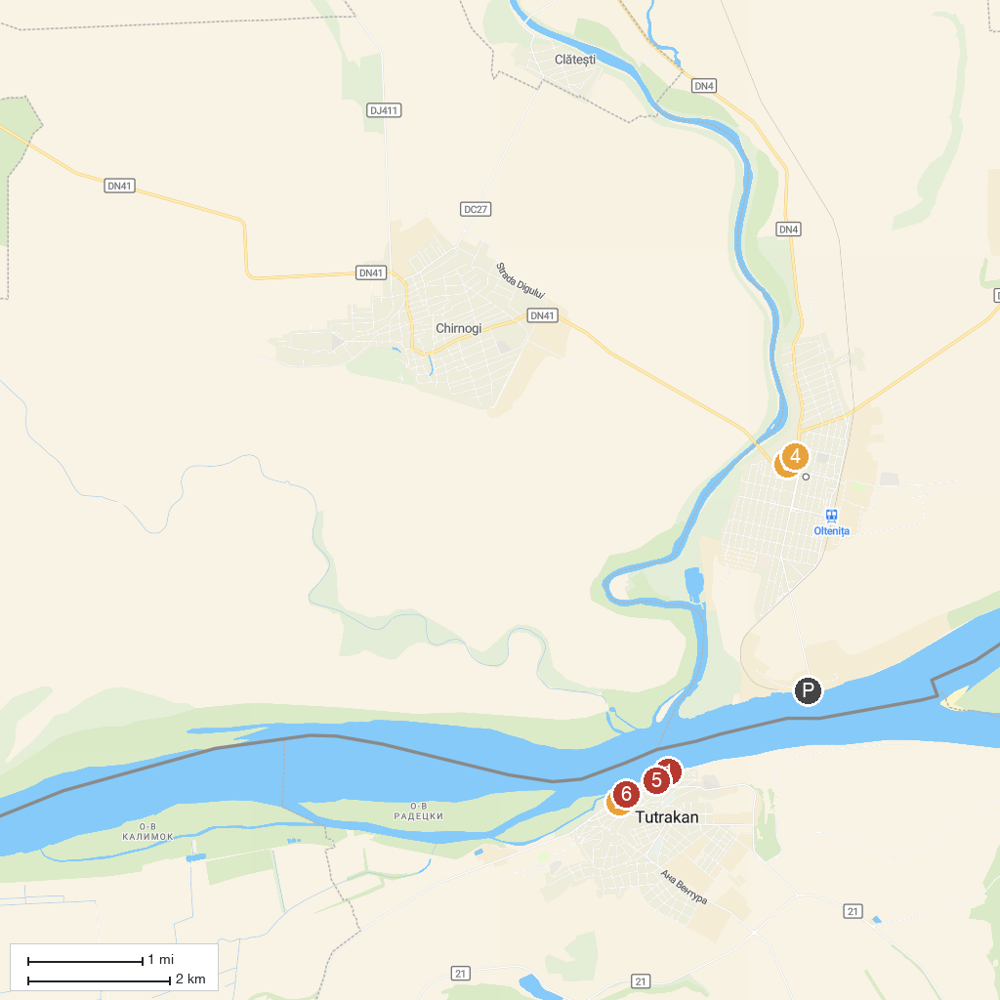 Clătești
DN4
DJ411
DN41
DC27
DN4
Strada Digului
DN41
DN41
Chirnogi
4
Oltenița
P
5
6
Tutrakan
О-В
РАДЕЦКИ
О-В
КАЛИМОК
Ана Вентура
21
21
21
1 mi
2 km